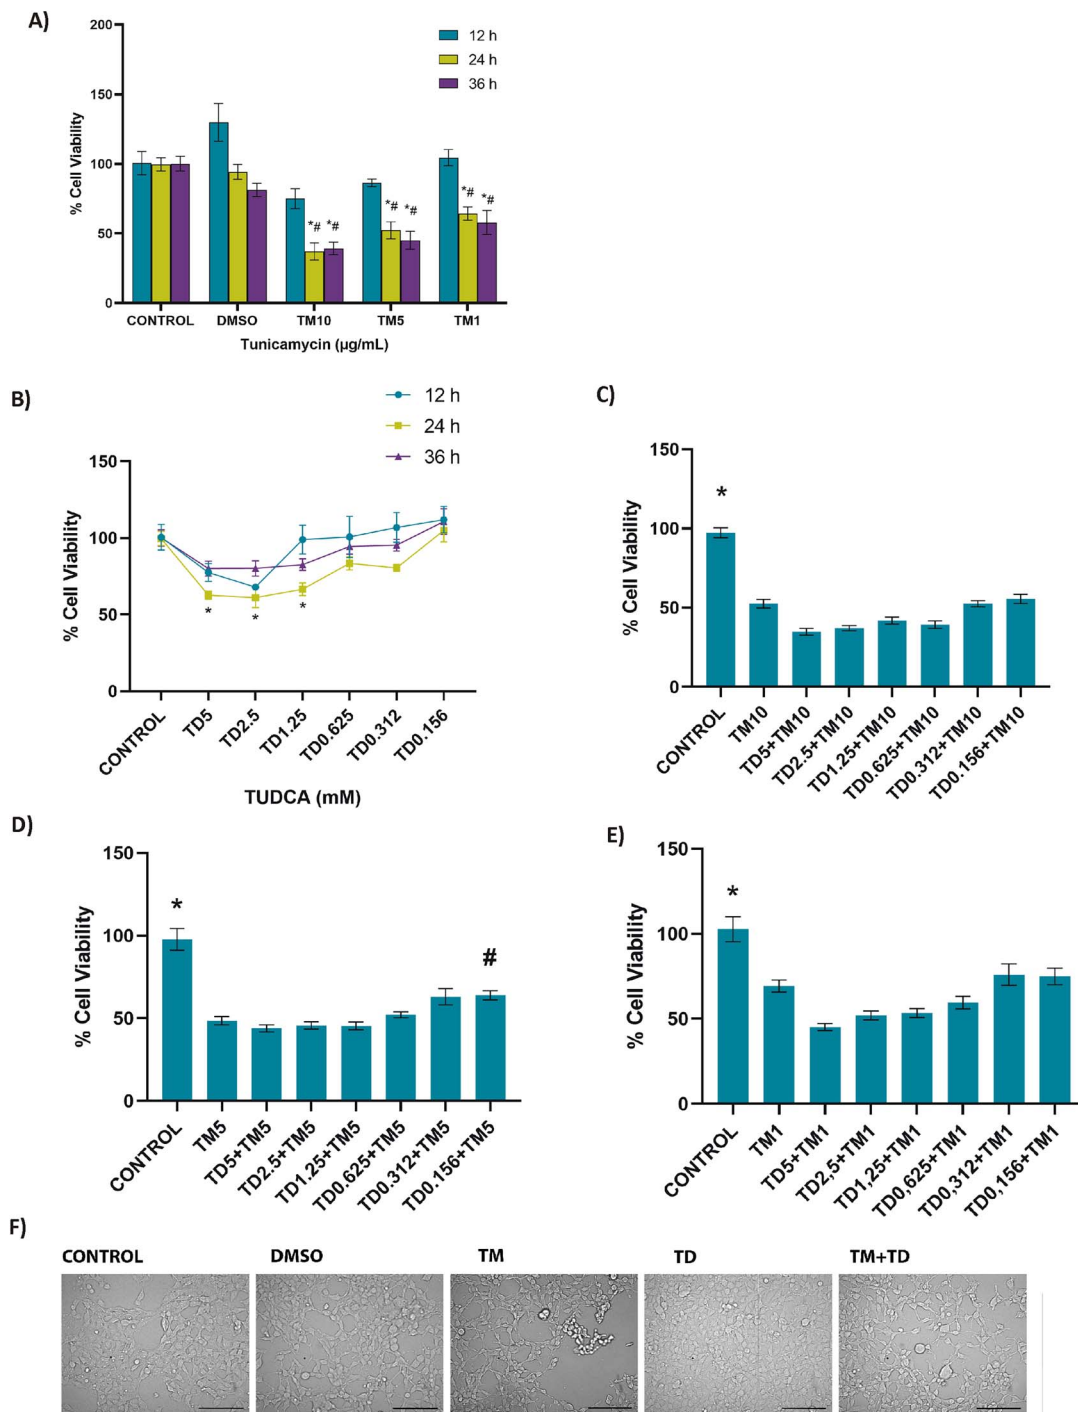 A)
200
150
100
50
0
% Cell Viability
12 h
24 h
36 h
*# *#
*# *#
*# *#
CONTROL DMSO TM10 TM5 TM1
Tunicamycin (µg/mL)
B)
12 h
24 h
36 h
150
100
50
0
% Cell Viability
* * *
CONTROL TD5 TD2.5 TD1.25 TD0.625 TD0.312 TD0.156
TUDCA (mM)
C)
150
100
50
0
% Cell Viability
*
CONTROL TM10 TD5+TM10 TD2.5+TM10 TD1.25+TM10 TD0.625+TM10 TD0.312+TM10 TD0.156+TM10
D)
150
100
50
0
% Cell Viability
*
#
CONTROL TM5 TD5+TM5 TD2.5+TM5 TD1.25+TM5 TD0.625+TM5 TD0.312+TM5 TD0.156+TM5
E)
150
100
50
0
% Cell Viability
*
CONTROL TM1 TD5+TM1 TD2,5+TM1 TD1,25+TM1 TD0,625+TM1 TD0,312+TM1 TD0,156+TM1
F)
CONTROL DMSO TM TD TM+TD